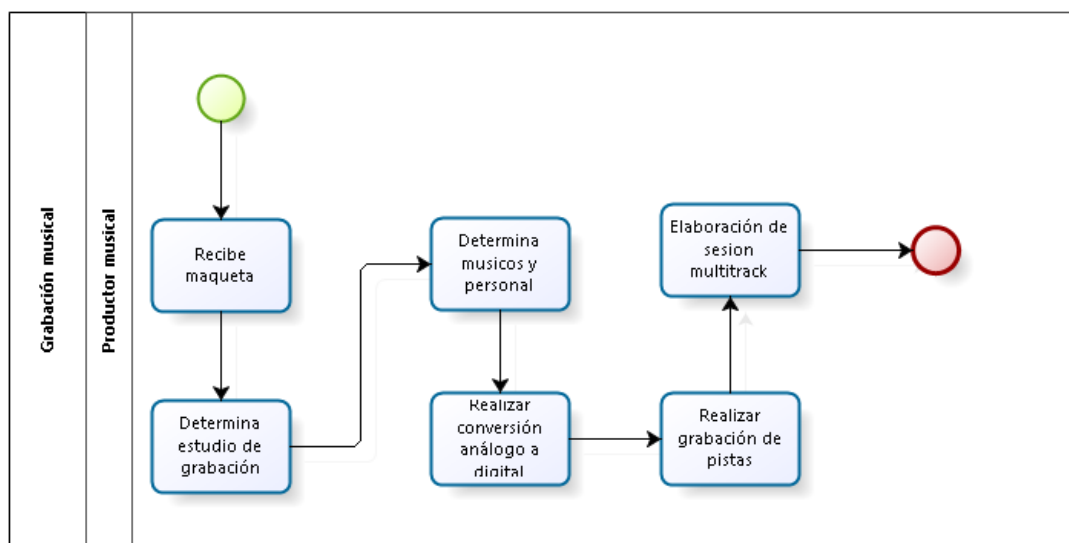 Grabación musical
Productor musical
Recibe
maqueta
Determina
estudio de
grabación
Determina
musicos y
personal
Realizar
conversión
análogo a
digital
Realizar
grabación de
pistas
Elaboración de
sesion
multitrack